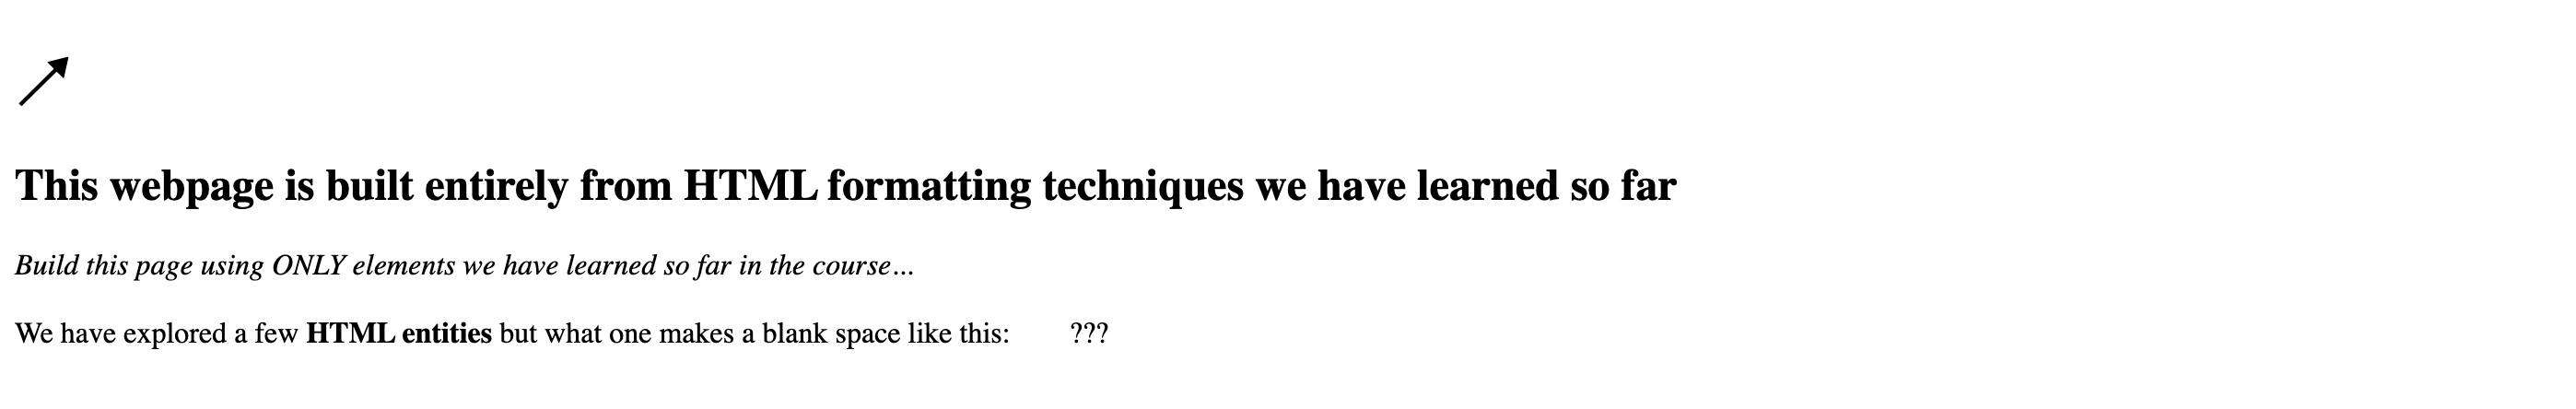 This webpage is built entirely from HTML formatting techniques we have learned so far
Build this page using ONLY elements we have learned so far in the course...
We have explored a few HTML entities but what one makes a blank space like this: ???